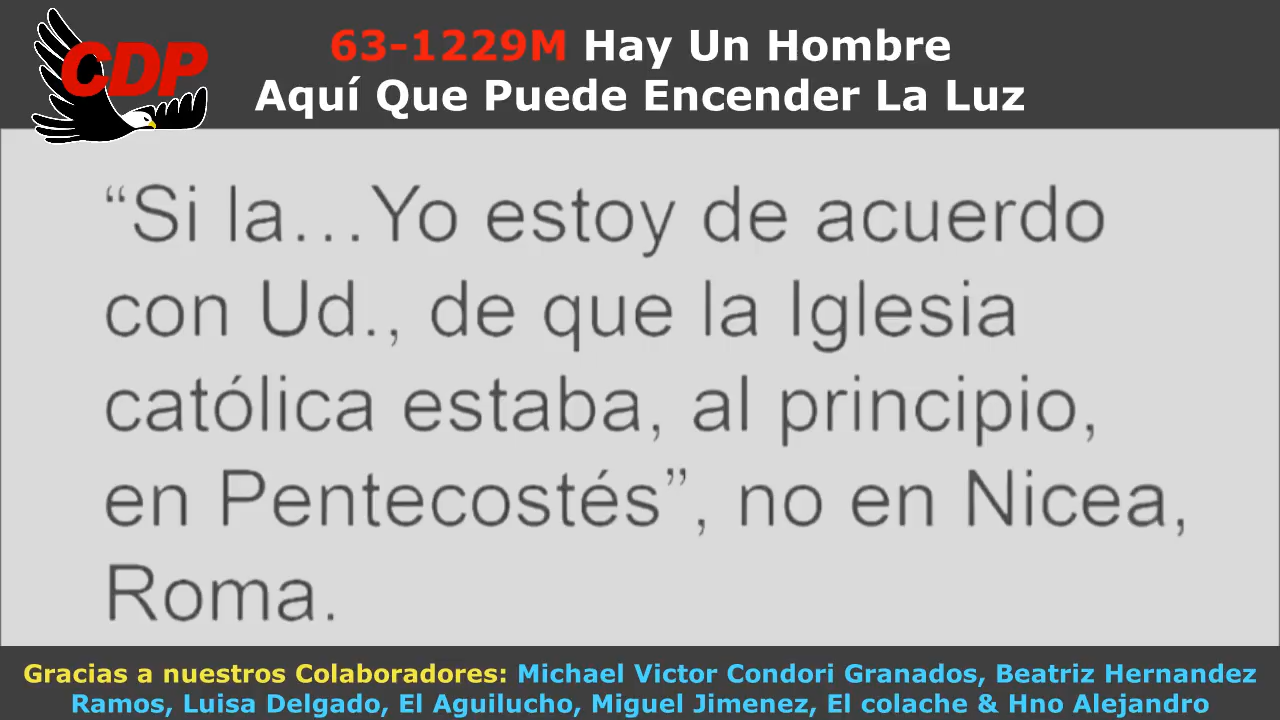 CDP
63-1229M Hay Un Hombre
Aquí Que Puede Encender La Luz
“Si la…Yo estoy de acuerdo
con Ud., de que la Iglesia
católica estaba, al principio,
en Pentecostés”, no en Nicea,
Roma.
Gracias a nuestros Colaboradores: Michael Victor Condori Granados, Beatriz Hernandez
Ramos, Luisa Delgado, El Aguilucho, Miguel Jimenez, El colache & Hno Alejandro